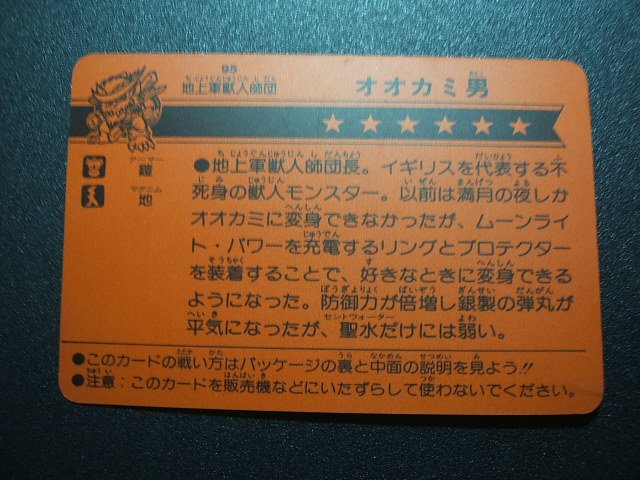 95
地上軍獣人師団
オオカミ男
★★★★★★
アーマー
鎧
マグニム
地
●地上軍獣人師団長。イギリスを代表する不
死身の獣人モンスター。以前は満月の夜しか
オオカミに変身できなかったが、ムーンライ
ト・パワーを充電するリングとプロテクター
を装着することで、好きなときに変身できる
ようになった。防御力が倍増し銀製の弾丸が
平気になったが、聖水だけには弱い。
●このカードの戦い方はパッケージの裏と中面の説明を見よう!!
●注意：このカードを販売機などにいたずらして使わないでください。